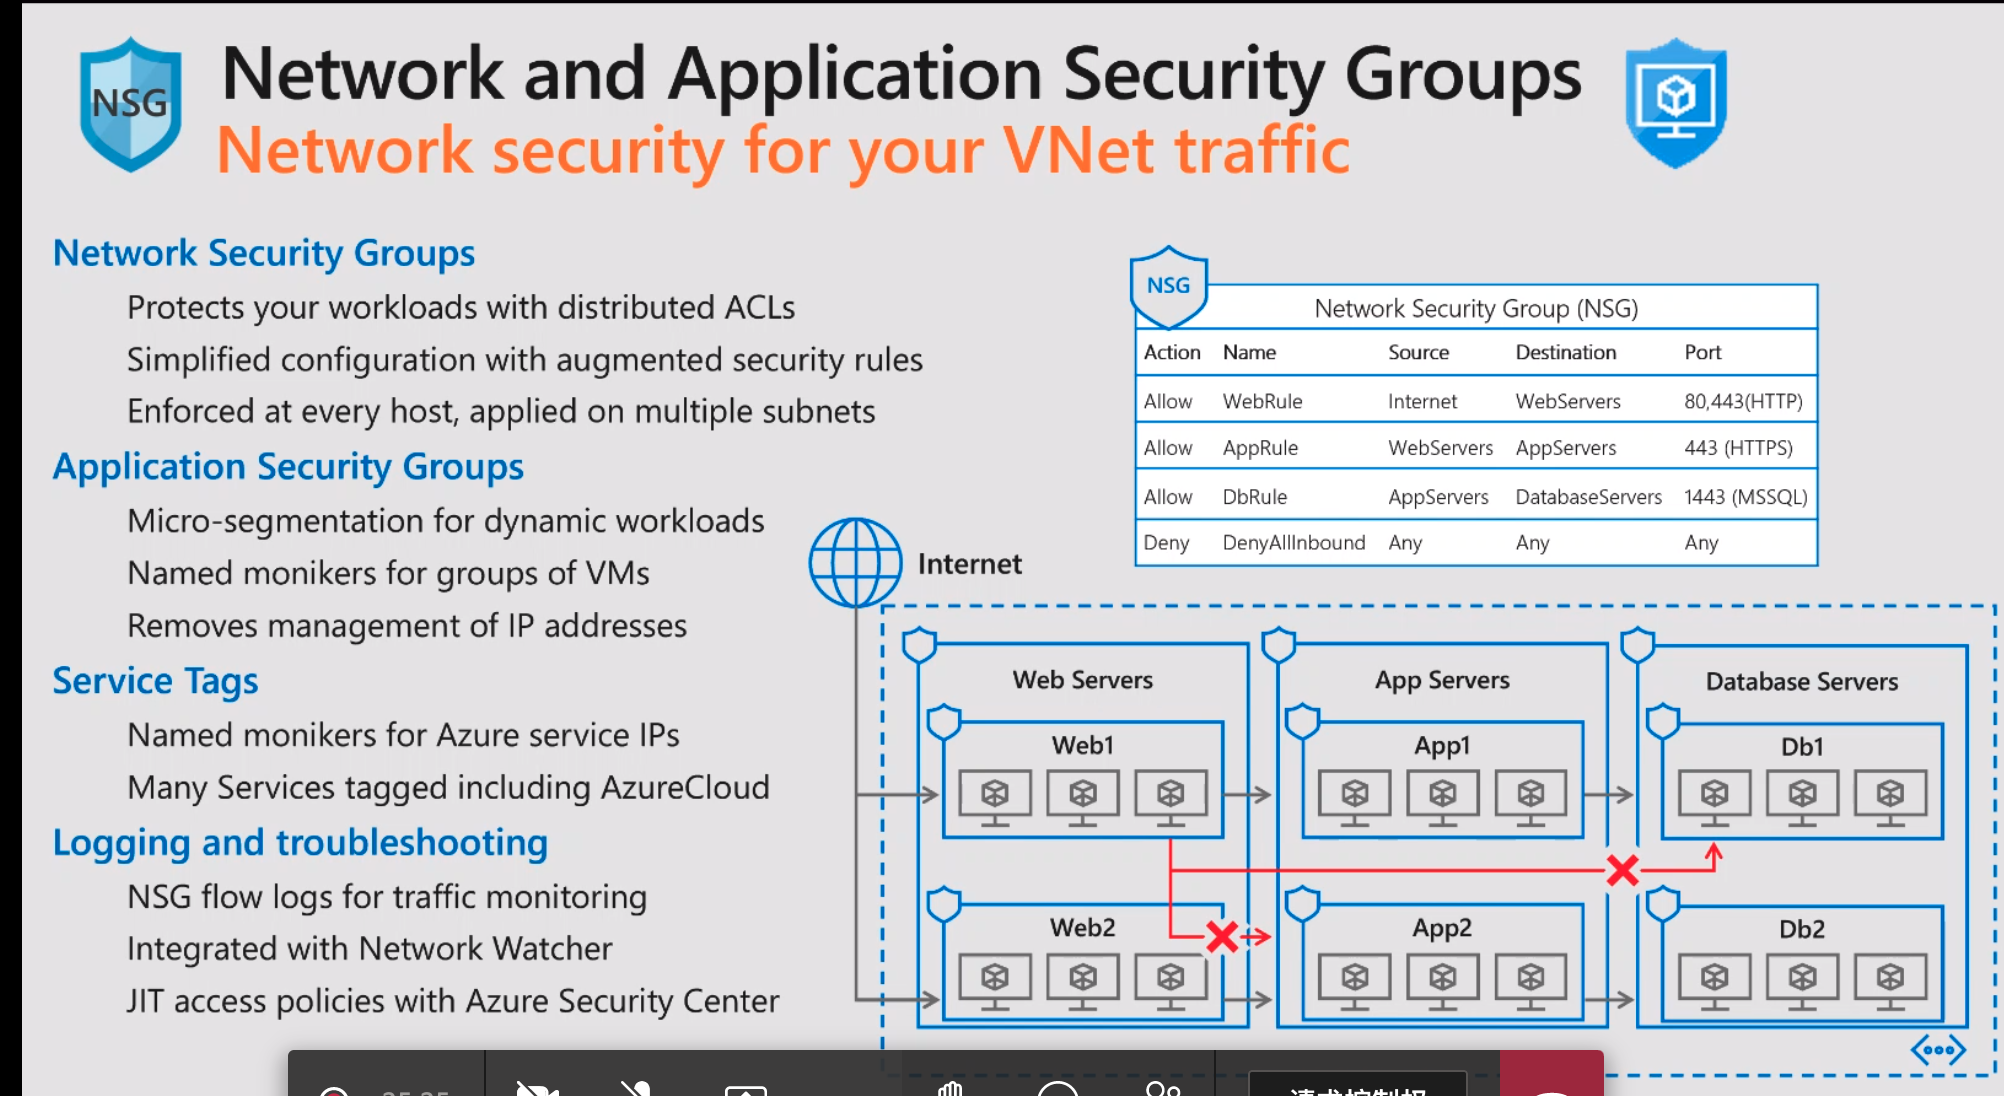 NSG
Network and Application Security Groups
Network security for your VNet traffic
Network Security Groups
Protects your workloads with distributed ACLs
Simplified configuration with augmented security rules
Enforced at every host, applied on multiple subnets
Application Security Groups
Micro-segmentation for dynamic workloads
Named monikers for groups of VMs
Removes management of IP addresses
Service Tags
Named monikers for Azure service IPs
Many Services tagged including AzureCloud
Logging and troubleshooting
NSG flow logs for traffic monitoring
Integrated with Network Watcher
JIT access policies with Azure Security Center
NSG
Network Security Group (NSG)
Action Name Source Destination Port
Allow WebRule Internet WebServers 80,443(HTTP)
Allow AppRule WebServers AppServers 443 (HTTPS)
Allow DbRule AppServers DatabaseServers 1443 (MSSQL)
Deny DenyAllInbound Any Any Any
Internet
Web Servers
App Servers
Database Servers
Web1
App1
Db1
Web2
App2
Db2